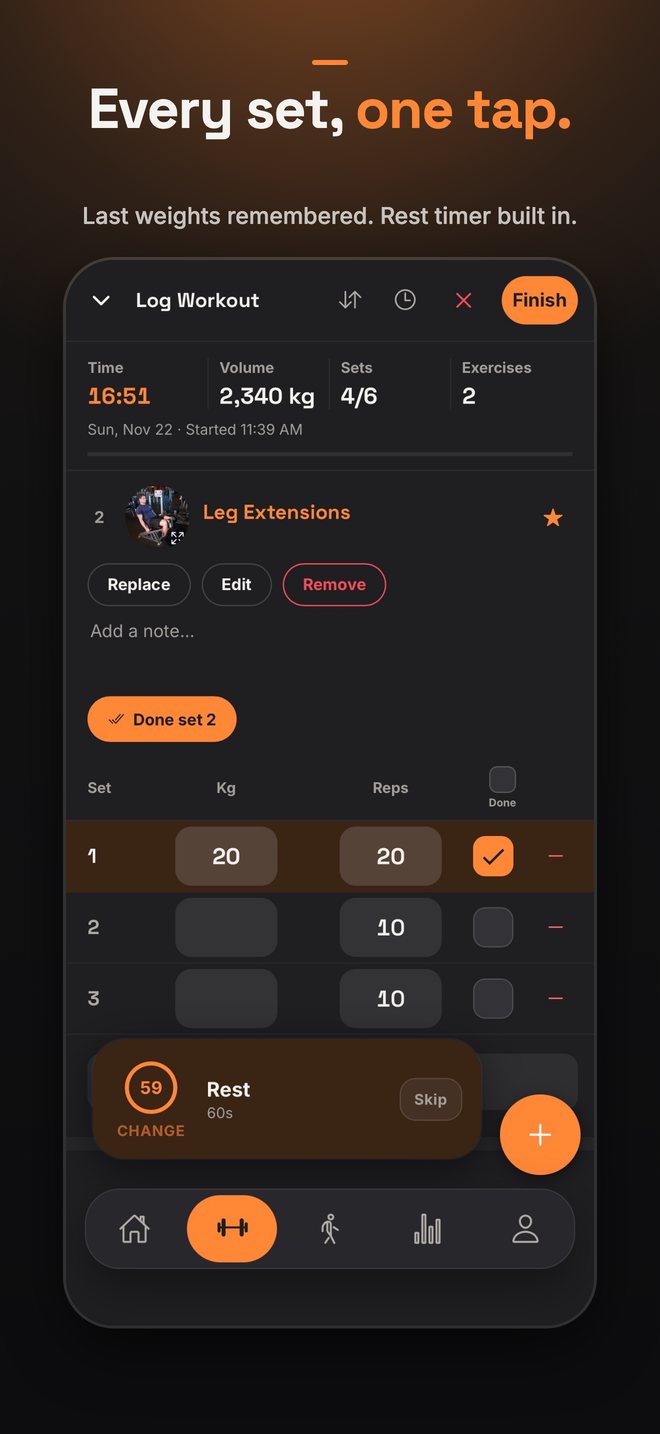 Every set, one tap.
Last weights remembered. Rest timer built in.
Log Workout
Finish
Time Volume Sets Exercises
16:51 2,340 kg 4/6 2
Sun, Nov 22 · Started 11:39 AM
2 Leg Extensions
Replace Edit Remove
Add a note...
Done set 2
Set Kg Reps Done
1 20 20
2 10
3 10
59 Rest
60s
Skip
CHANGE